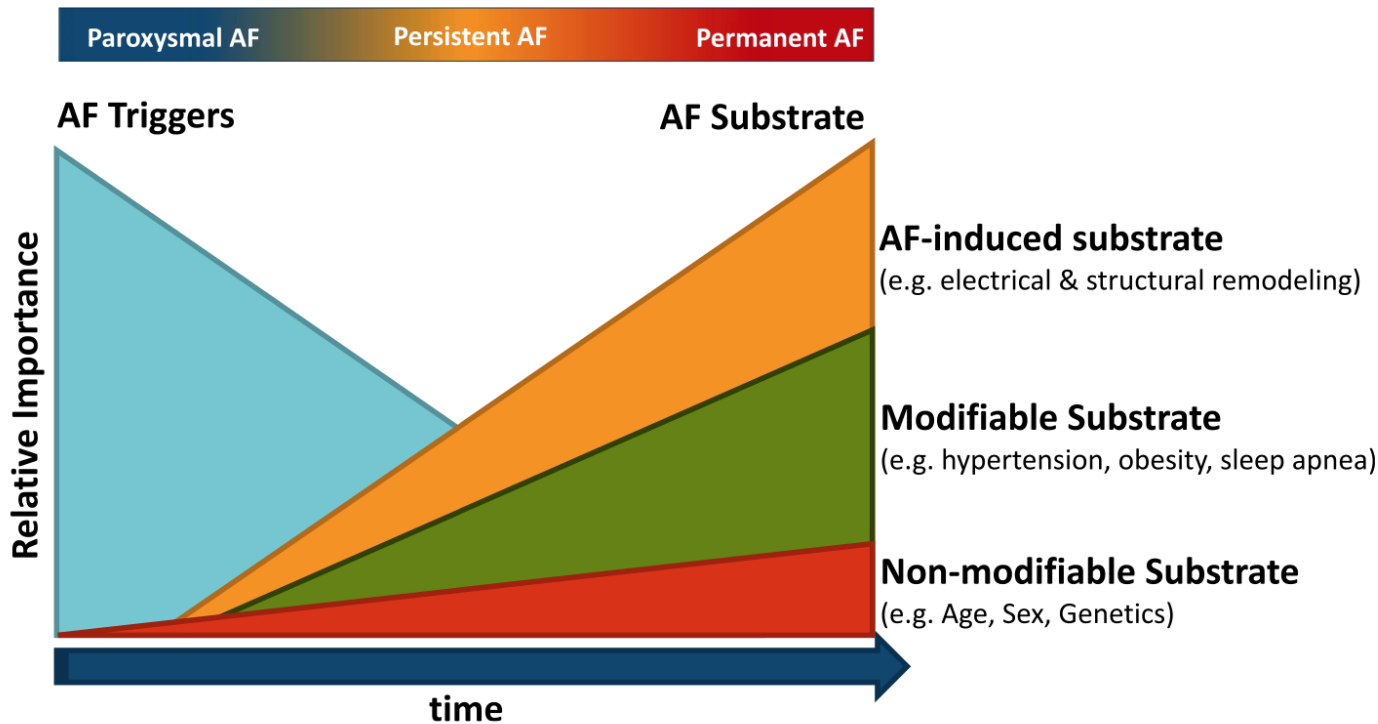 Paroxysmal AF
Persistent AF
Permanent AF
AF Triggers
AF Substrate
Relative Importance
AF-induced substrate
(e.g. electrical & structural remodeling)
Modifiable Substrate
(e.g. hypertension, obesity, sleep apnea)
Non-modifiable Substrate
(e.g. Age, Sex, Genetics)
time